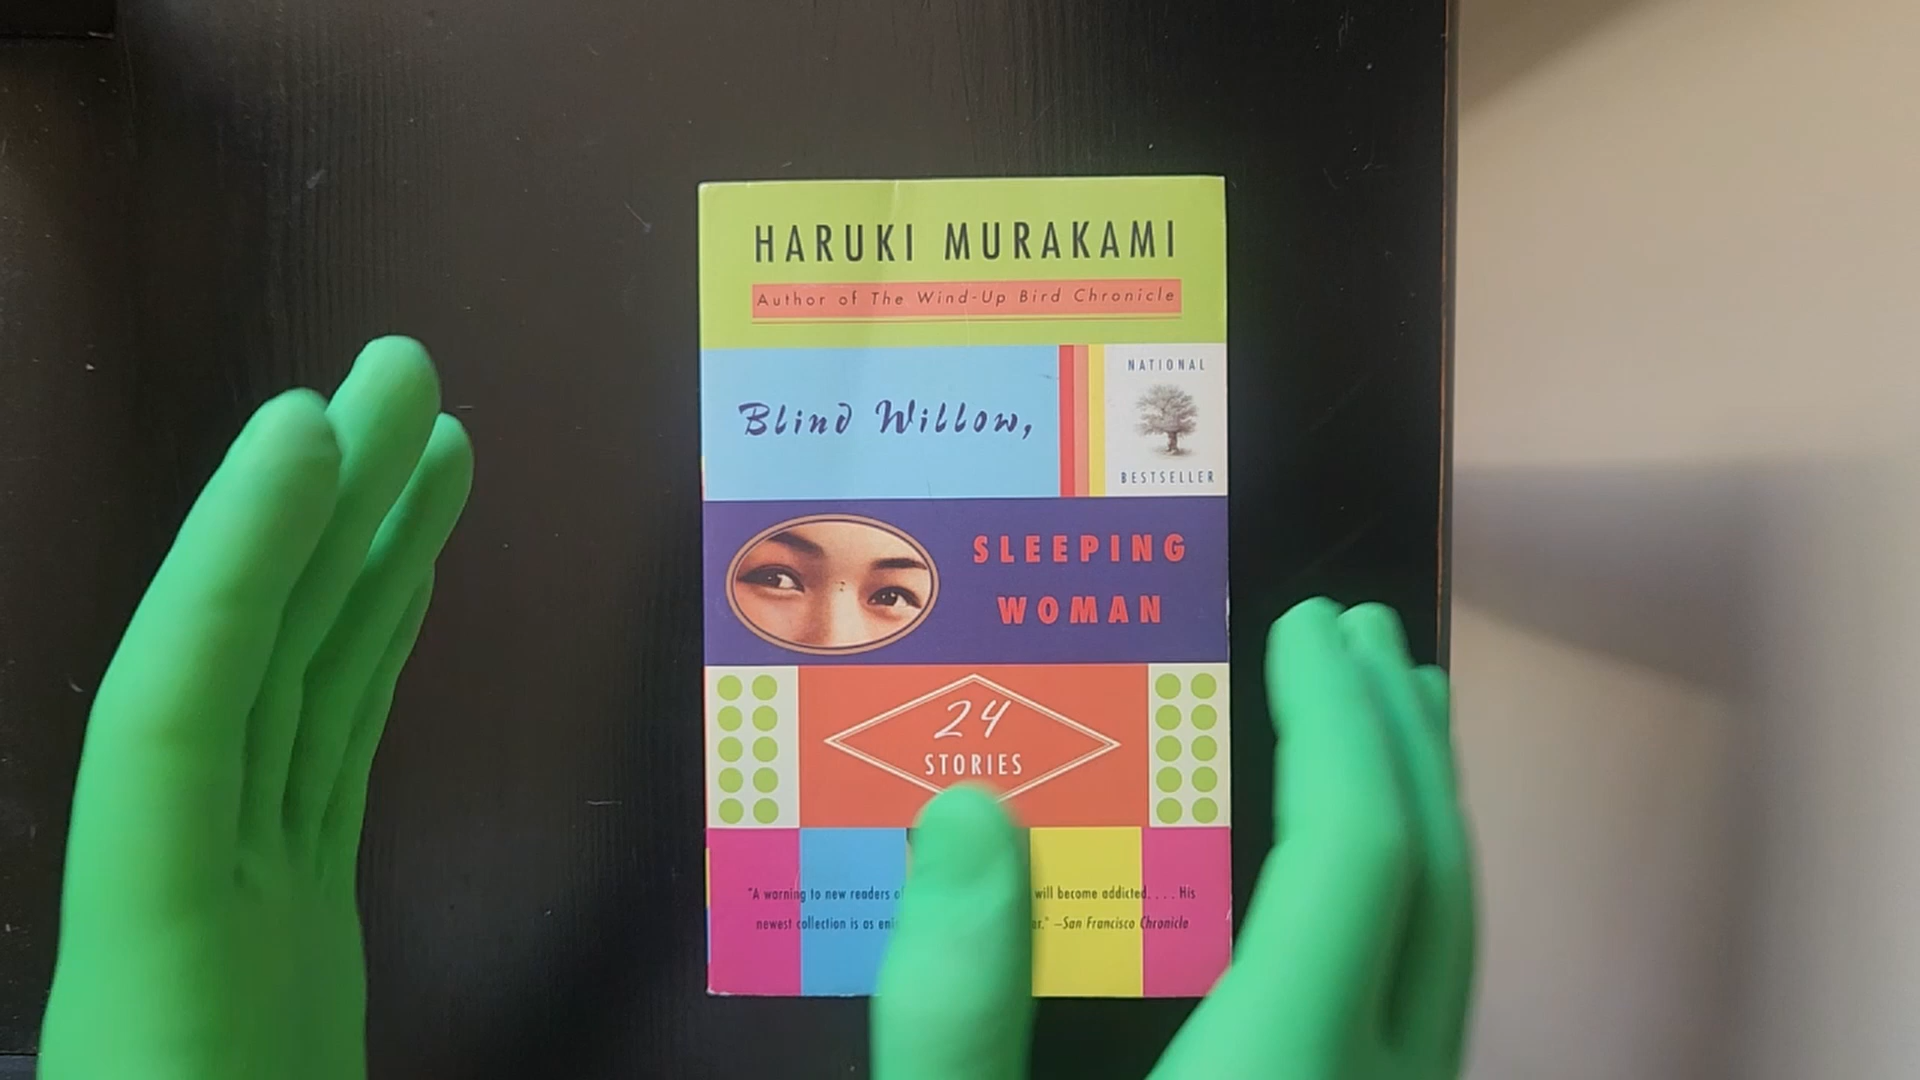 HARUKI MURAKAMI
Author of The Wind-Up Bird Chronicle
NATIONAL
Blind Willow,
BESTSELLER
SLEEPING
WOMAN
24
STORIES
"A warning to new readers will become addicted. . . . His
newest collection is as —San Francisco Chronicle